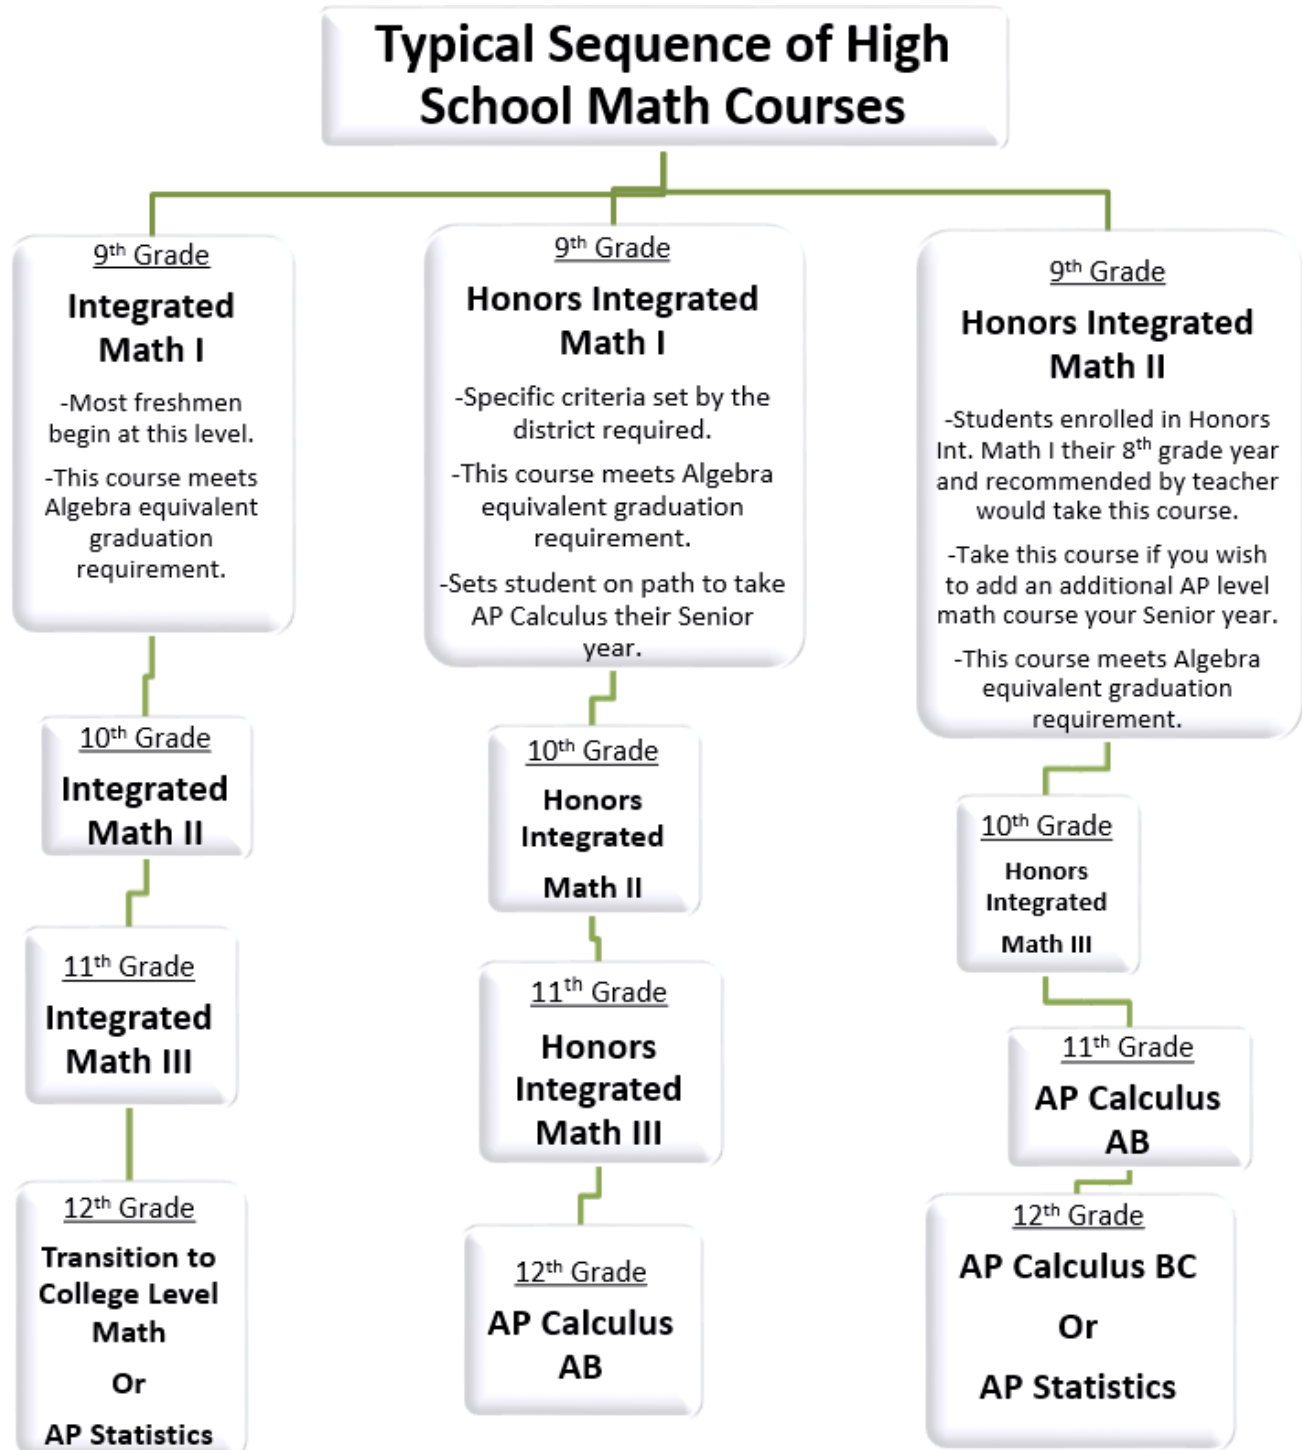 Typical Sequence of High
School Math Courses
9th Grade
Integrated
Math I
-Most freshmen
begin at this level.
-This course meets
Algebra equivalent
graduation
requirement.
10th Grade
Integrated
Math II
11th Grade
Integrated
Math III
12th Grade
Transition to
College Level
Math
Or
AP Statistics
9th Grade
Honors Integrated
Math I
-Specific criteria set by the
district required.
-This course meets Algebra
equivalent graduation
requirement.
-Sets student on path to take
AP Calculus their Senior
year.
10th Grade
Honors
Integrated
Math II
11th Grade
Honors
Integrated
Math III
12th Grade
AP Calculus
AB
9th Grade
Honors Integrated
Math II
-Students enrolled in Honors
Int. Math I their 8th grade year
and recommended by teacher
would take this course.
-Take this course if you wish
to add an additional AP level
math course your Senior year.
-This course meets Algebra
equivalent graduation
requirement.
10th Grade
Honors
Integrated
Math III
11th Grade
AP Calculus
AB
12th Grade
AP Calculus BC
Or
AP Statistics